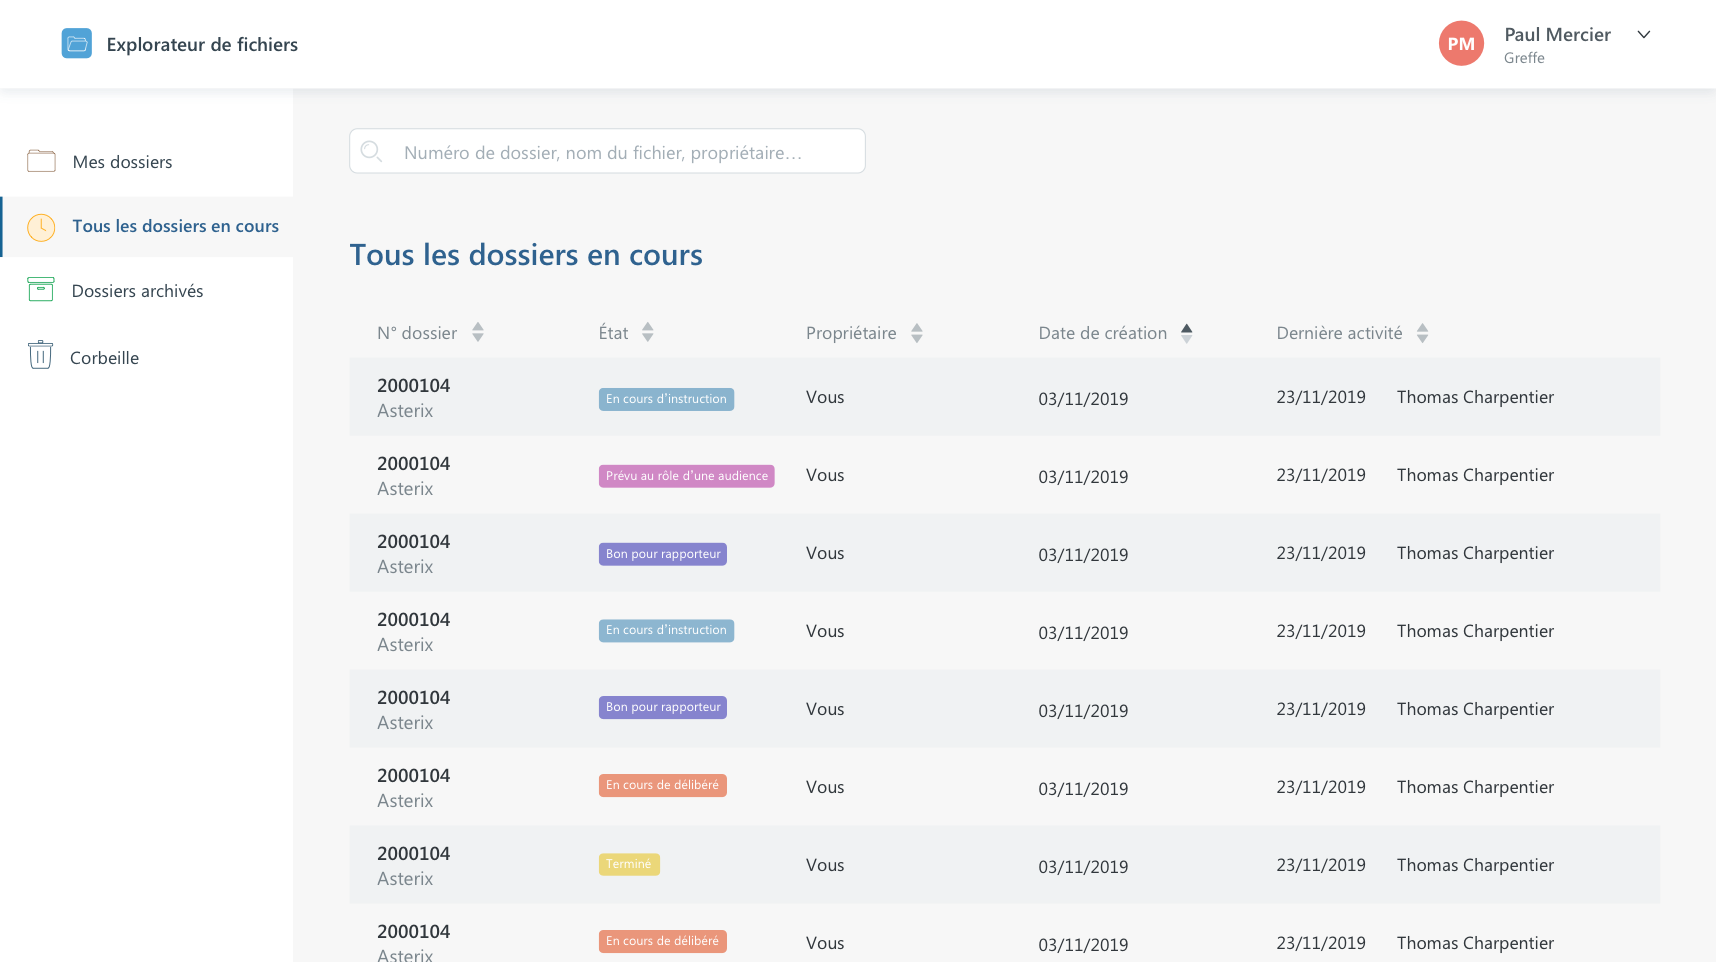 Explorateur de fichiers
PM
Paul Mercier
Greffe
Mes dossiers
Tous les dossiers en cours
Dossiers archivés
Corbeille
Numéro de dossier, nom du fichier, propriétaire...
Tous les dossiers en cours
N° dossier État Propriétaire Date de création Dernière activité
2000104
Asterix
En cours d'instruction Vous 03/11/2019 23/11/2019 Thomas Charpentier
2000104
Asterix
Prévu au rôle d'une audience Vous 03/11/2019 23/11/2019 Thomas Charpentier
2000104
Asterix
Bon pour rapporteur Vous 03/11/2019 23/11/2019 Thomas Charpentier
2000104
Asterix
En cours d'instruction Vous 03/11/2019 23/11/2019 Thomas Charpentier
2000104
Asterix
Bon pour rapporteur Vous 03/11/2019 23/11/2019 Thomas Charpentier
2000104
Asterix
En cours de délibéré Vous 03/11/2019 23/11/2019 Thomas Charpentier
2000104
Asterix
Terminé Vous 03/11/2019 23/11/2019 Thomas Charpentier
2000104
Asterix
En cours de délibéré Vous 03/11/2019 23/11/2019 Thomas Charpentier